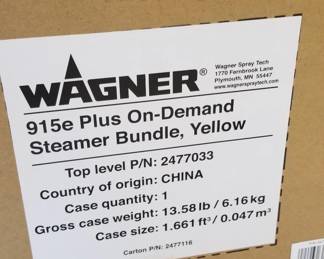 WAGNER®
Wagner Spray Tech
1770 Fernbrook Lane
Plymouth, MN 55447
www.wagnerspraytech.com
915e Plus On-Demand
Steamer Bundle, Yellow
Top level P/N: 2477033
Country of origin: CHINA
Case quantity: 1
Gross case weight: 13.58 lb / 6.16 kg
Case size: 1.661 ft³ / 0.047 m³
Carton P/N: 2477116